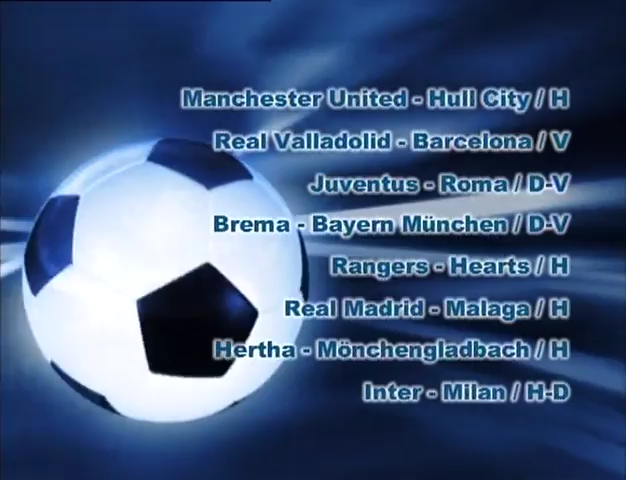 Manchester United - Hull City / H
Real Valladolid - Barcelona / V
Juventus - Roma / D-V
Brema - Bayern München / D-V
Rangers - Hearts / H
Real Madrid - Malaga / H
Hertha - Mönchengladbach / H
Inter - Milan / H-D